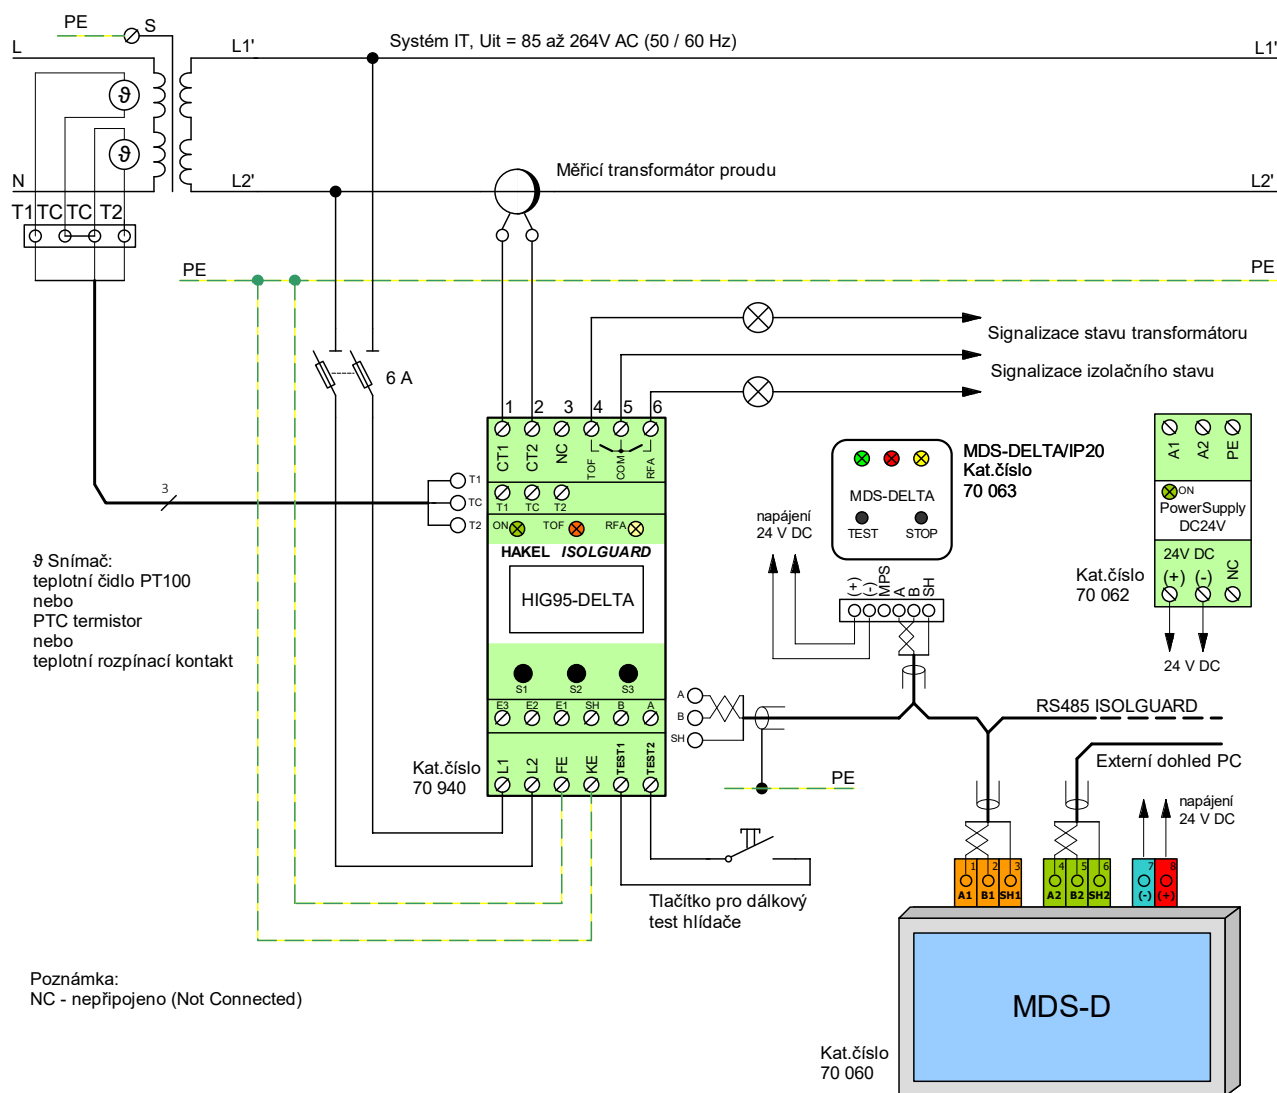 PE
S
L
L1'
Systém IT, Uit = 85 až 264V AC (50 / 60 Hz)
L1'
ϑ
ϑ
N
L2'
Měřicí transformátor proudu
L2'
T1 TC TC T2
PE
PE
Signalizace stavu transformátoru
Signalizace izolačního stavu
6 A
1 2 3 4 5 6
CT1 CT2 NC TOF COM RFA
T1 TC T2
T1
TC
T2
3
ON TOF RFA
HAKEL ISOLGUARD
HIG95-DELTA
S1 S2 S3
E3 E2 E1 SH B A
L1 L2 FE KE TEST1 TEST2
Kat.číslo
70 940
ϑ Snímač:
teplotní čidlo PT100
nebo
PTC termistor
nebo
teplotní rozpínací kontakt
MDS-DELTA
TEST STOP
MDS-DELTA/IP20
Kat.číslo
70 063
napájení
24 V DC
(+) (-) MPS A B SH
A1 A2 PE
ON
PowerSupply
DC24V
24V DC
(+) (-) NC
Kat.číslo
70 062
24 V DC
A
B
SH
RS485 ISOLGUARD
Externí dohled PC
PE
napájení
24 V DC
Tlačítko pro dálkový
test hlídače
1 2 3 4 5 6 7 8
A1 B1 SH1 A2 B2 SH2 (-) (+)
MDS-D
Kat.číslo
70 060
Poznámka:
NC - nepřipojeno (Not Connected)